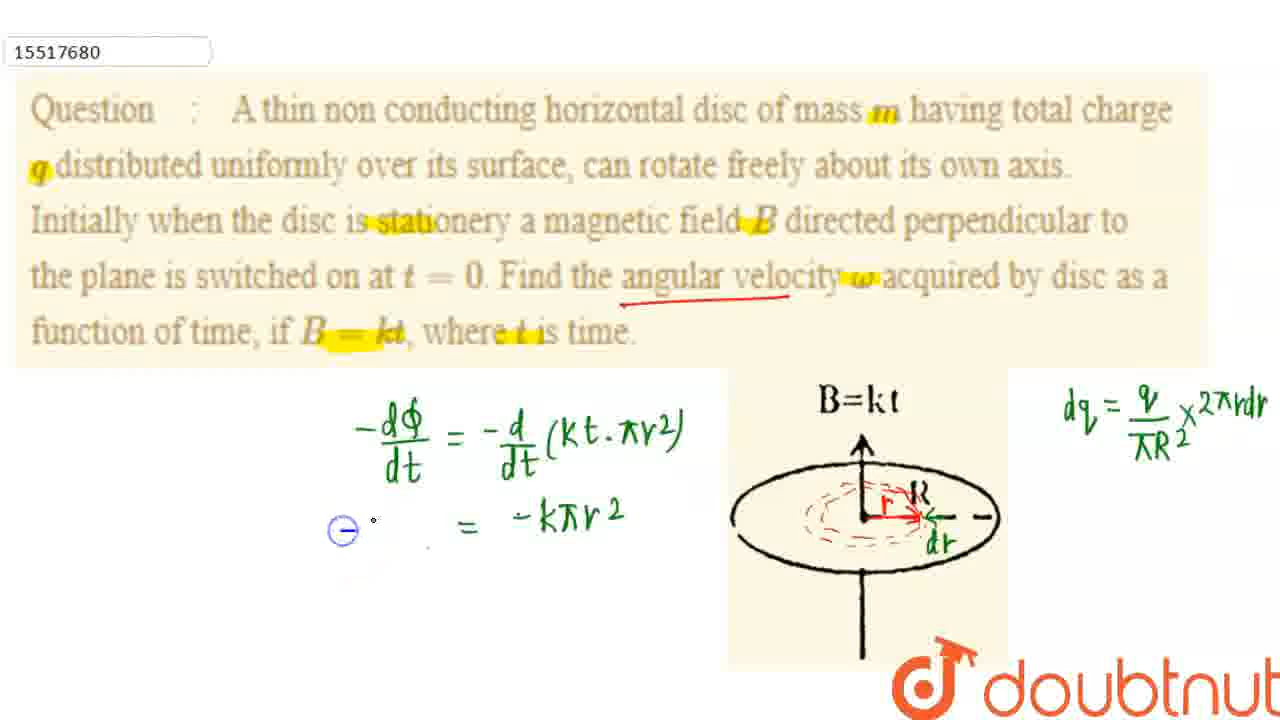 15517680
Question : A thin non conducting horizontal disc of mass m having total charge
q distributed uniformly over its surface, can rotate freely about its own axis.
Initially when the disc is stationery a magnetic field B directed perpendicular to
the plane is switched on at t = 0. Find the angular velocity ω acquired by disc as a
function of time, if B = kt, where t is time.
-dϕ/dt = -d/dt (kt · πr²)
= -kπr²
B=kt
R
r
dr
dq = q/πR² × 2πrdr
doubtnut